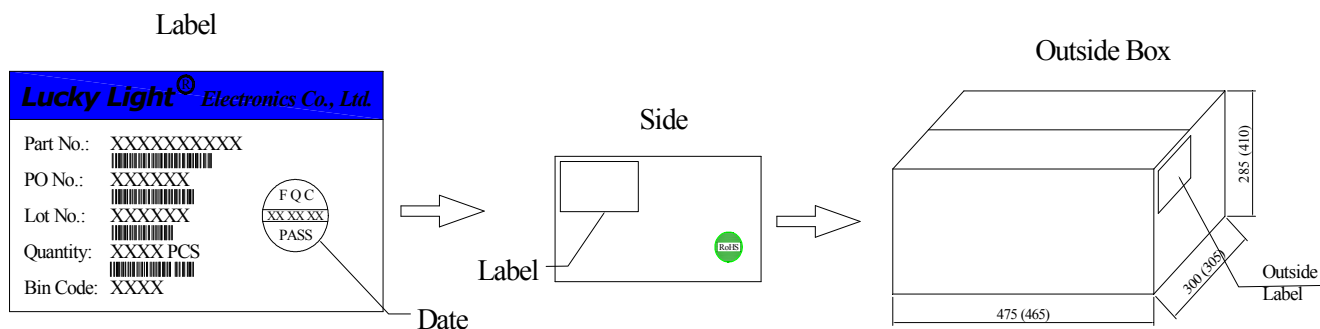 Label
Lucky Light® Electronics Co., Ltd.
Part No.: XXXXXXXXXX
PO No.: XXXXXX
Lot No.: XXXXXX
Quantity: XXXX PCS
Bin Code: XXXX
F Q C
XX XX XX
PASS
Date
Side
RoHS
Label
Outside Box
285 (410)
300 (305)
475 (465)
Outside
Label